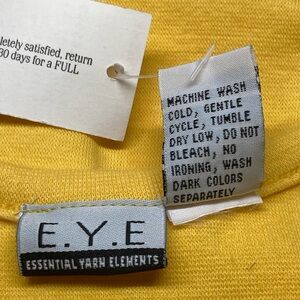 letely satisfied, return
30 days for a FULL
MACHINE WASH
COLD, GENTLE
CYCLE, TUMBLE
DRY LOW, DO NOT
BLEACH, NO
IRONING, WASH
DARK COLORS
SEPARATELY
E.Y.E
ESSENTIAL YARN ELEMENTS